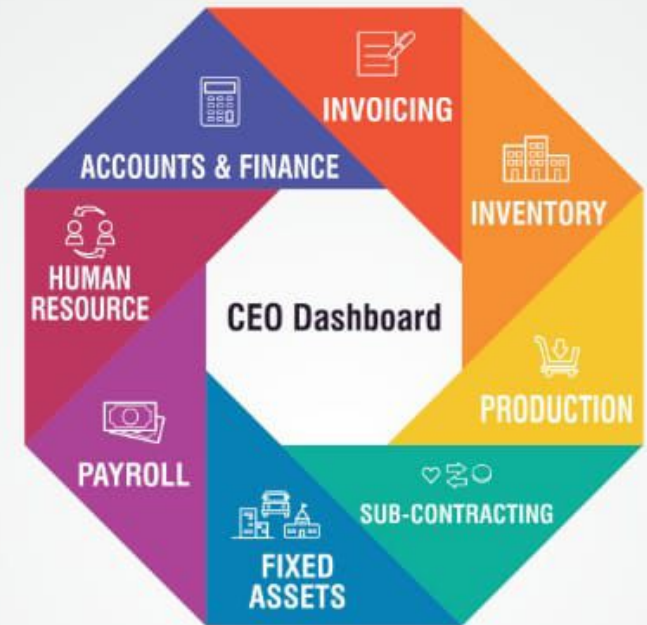 INVOICING
ACCOUNTS & FINANCE
INVENTORY
HUMAN
RESOURCE
CEO Dashboard
PRODUCTION
PAYROLL
SUB-CONTRACTING
FIXED
ASSETS